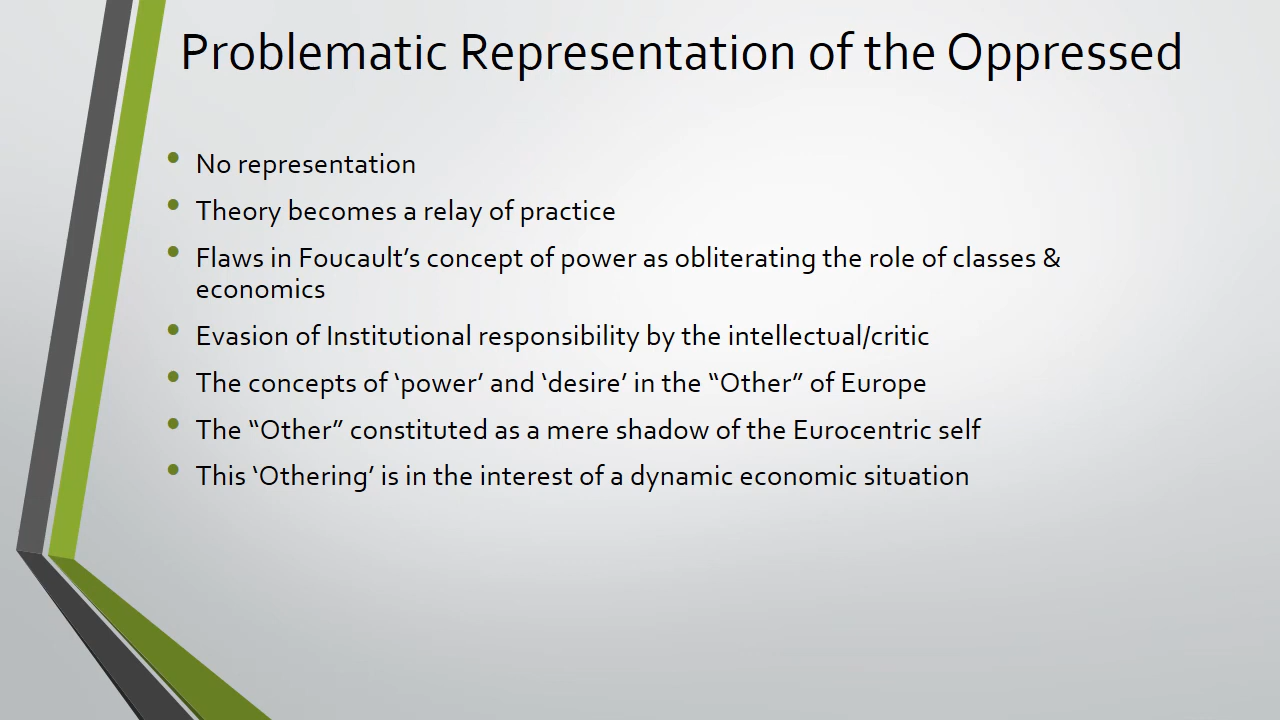 Problematic Representation of the Oppressed
• No representation
• Theory becomes a relay of practice
• Flaws in Foucault’s concept of power as obliterating the role of classes &
economics
• Evasion of Institutional responsibility by the intellectual/critic
• The concepts of ‘power’ and ‘desire’ in the “Other” of Europe
• The “Other” constituted as a mere shadow of the Eurocentric self
• This ‘Othering’ is in the interest of a dynamic economic situation